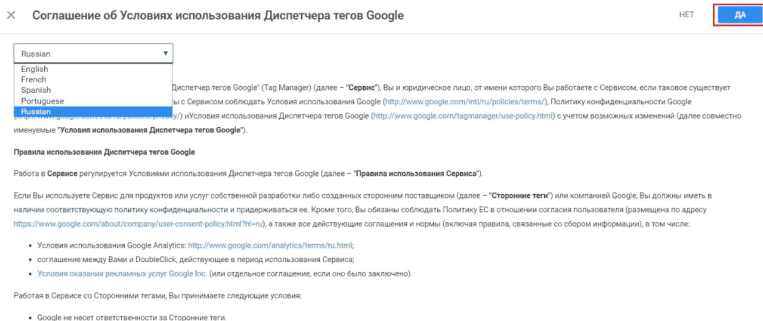 Соглашение об Условиях использования Диспетчера тегов Google
НЕТ
ДА
Russian
English
French
Spanish
Portuguese
Russian
Диспетчер тегов Google" (Tag Manager) (далее – "Сервис"), Вы и юридическое лицо, от имени которого Вы работаете с Сервисом, если таковое существует
с Сервисом соблюдать Условия использования Google (http://www.google.com/intl/ru/policies/terms/), Политику конфиденциальности Google
иУсловия использования Диспетчера тегов Google (http://www.google.com/tagmanager/use-policy.html) с учетом возможных изменений (далее совместно
именуемые "Условия использования Диспетчера тегов Google").
Правила использования Диспетчера тегов Google
Работа в Сервисе регулируется Условиями использования Диспетчера тегов Google (далее – "Правила использования Сервиса").
Если Вы используете Сервис для продуктов или услуг собственной разработки либо созданных сторонним поставщиком (далее – "Сторонние теги") или компанией Google, Вы должны иметь в
наличии соответствующую политику конфиденциальности и придерживаться ее. Кроме того, Вы обязаны соблюдать Политику ЕС в отношении согласия пользователя (размещена по адресу
https://www.google.com/about/company/user-consent-policy.html?hl=ru), а также все действующие соглашения и нормы (включая правила, связанные со сбором информации), в том числе:
• Условия использования Google Analytics: http://www.google.com/analytics/terms/ru.html;
• соглашение между Вами и DoubleClick, действующее в период использования Сервиса;
• Условия оказания рекламных услуг Google Inc. (или отдельное соглашение, если оно было заключено).
Работая в Сервисе со Сторонними тегами, Вы принимаете следующие условия:
• Google не несет ответственности за Сторонние теги.